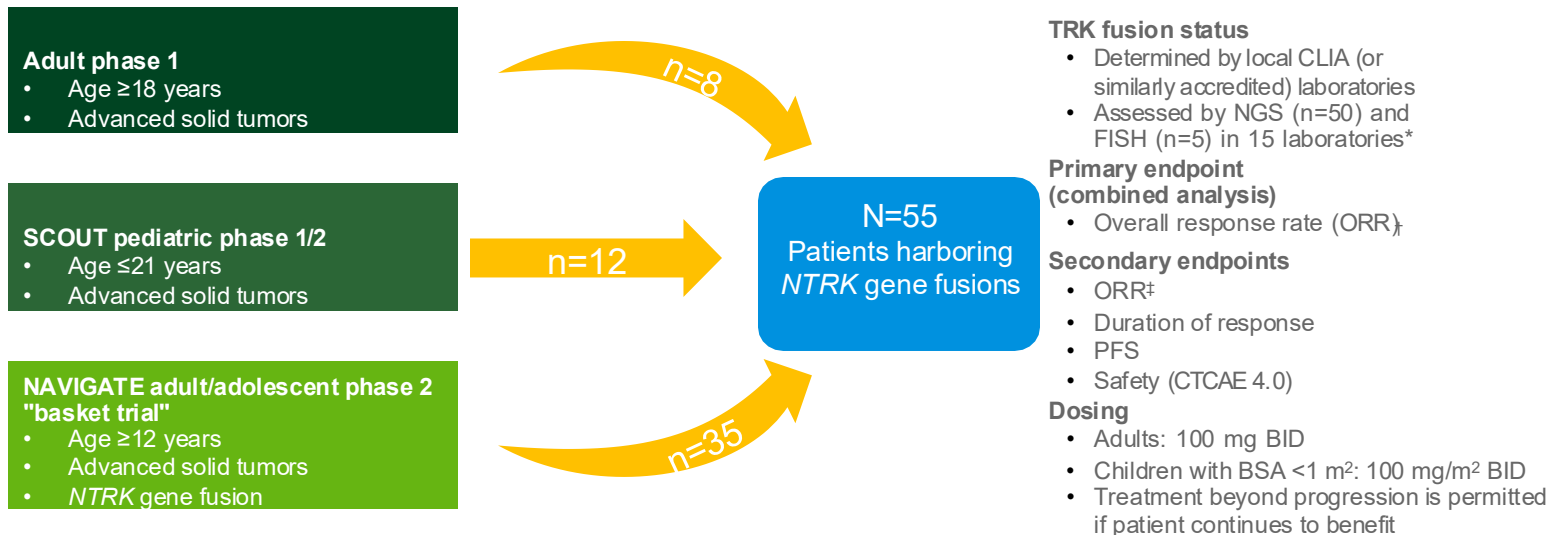 Adult phase 1
• Age ≥18 years
• Advanced solid tumors
n=8
SCOUT pediatric phase 1/2
• Age ≤21 years
• Advanced solid tumors
n=12
NAVIGATE adult/adolescent phase 2
"basket trial"
• Age ≥12 years
• Advanced solid tumors
• NTRK gene fusion
n=35
N=55
Patients harboring
NTRK gene fusions
TRK fusion status
• Determined by local CLIA (or
similarly accredited) laboratories
• Assessed by NGS (n=50) and
FISH (n=5) in 15 laboratories*
Primary endpoint
(combined analysis)
• Overall response rate (ORR)†
Secondary endpoints
• ORR‡
• Duration of response
• PFS
• Safety (CTCAE 4.0)
Dosing
• Adults: 100 mg BID
• Children with BSA <1 m²: 100 mg/m² BID
• Treatment beyond progression is permitted
if patient continues to benefit